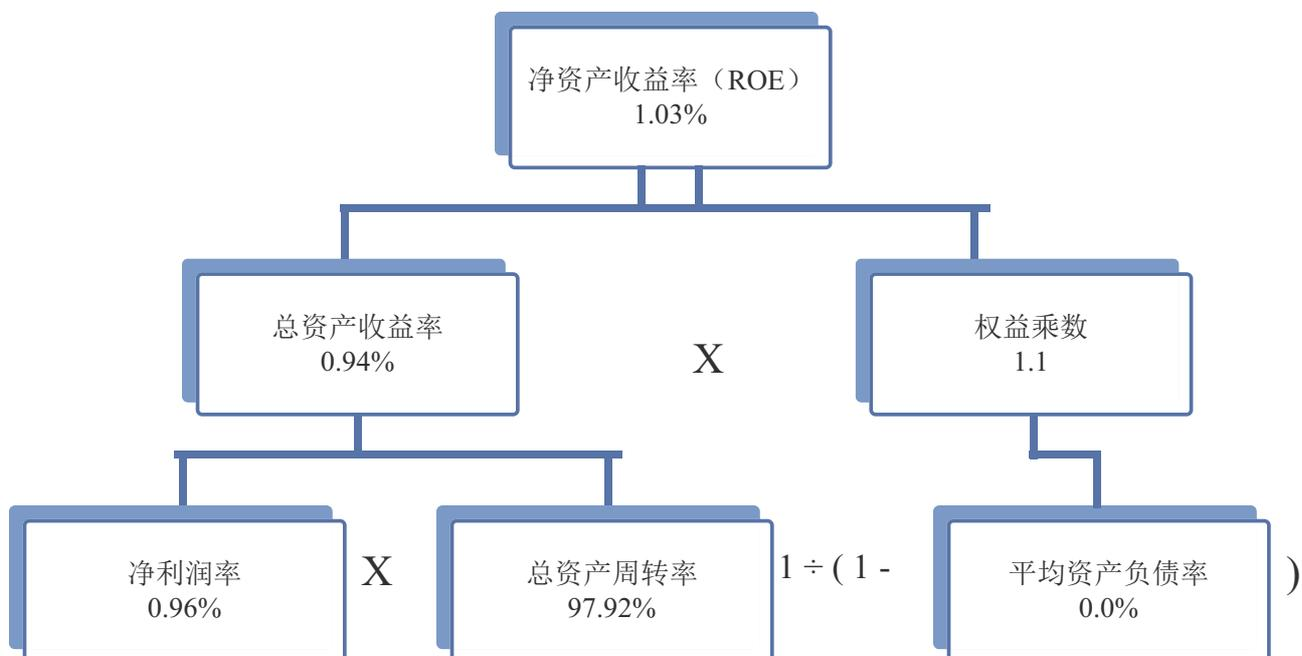 净资产收益率（ROE）
1.03%
总资产收益率
0.94%
X
权益乘数
1.1
净利润率
0.96%
X
总资产周转率
97.92%
1 ÷ ( 1 -
平均资产负债率
0.0%
)